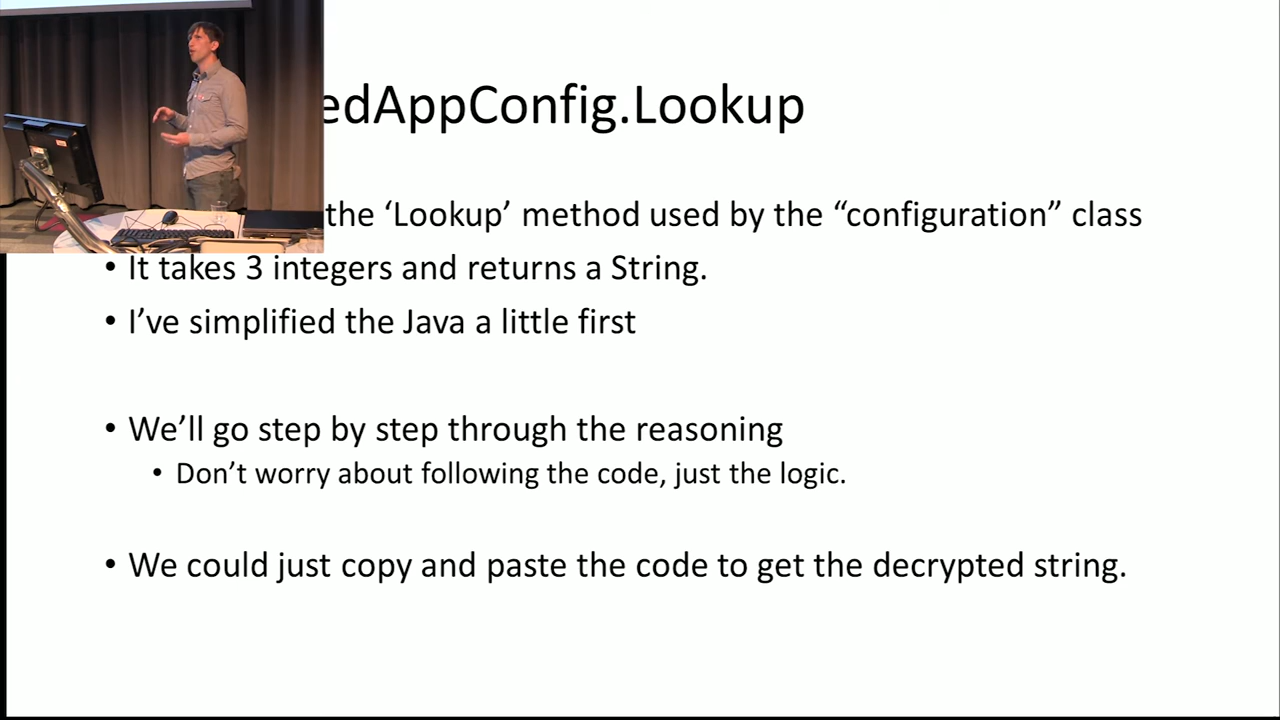 edAppConfig.Lookup
the ‘Lookup’ method used by the “configuration” class
• It takes 3 integers and returns a String.
• I’ve simplified the Java a little first
• We’ll go step by step through the reasoning
• Don’t worry about following the code, just the logic.
• We could just copy and paste the code to get the decrypted string.